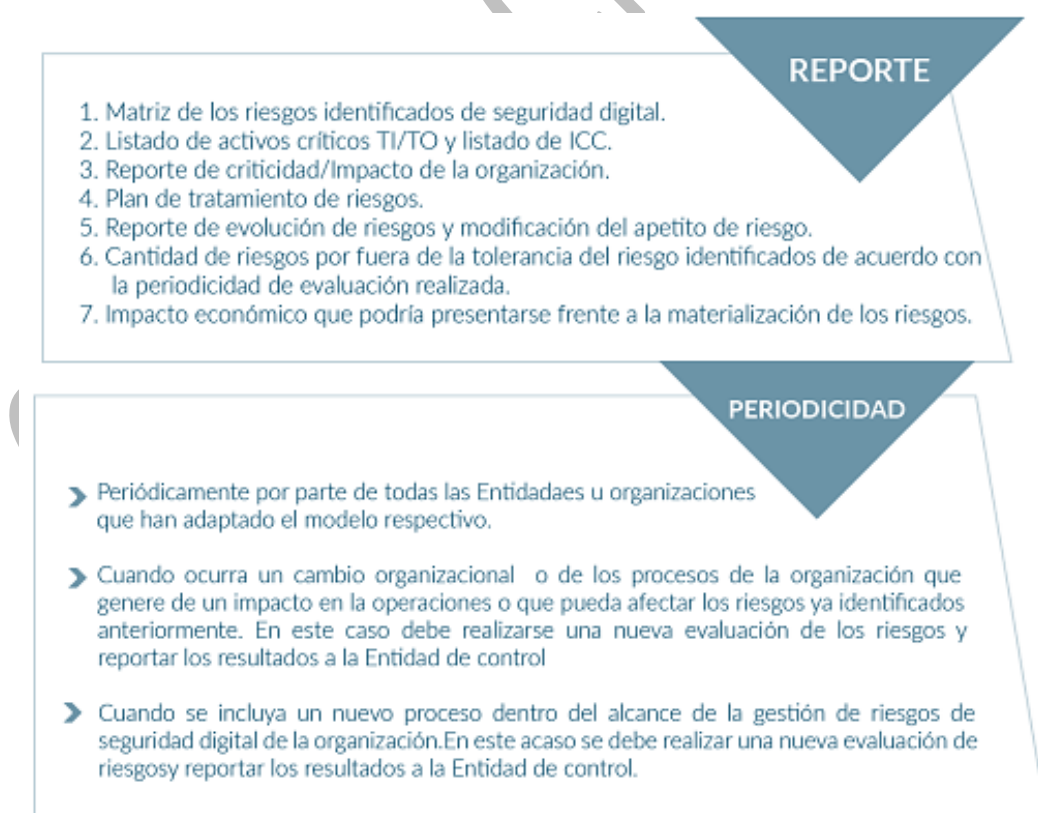 REPORTE
1. Matriz de los riesgos identificados de seguridad digital.
2. Listado de activos críticos TI/TO y listado de ICC.
3. Reporte de criticidad/Impacto de la organización.
4. Plan de tratamiento de riesgos.
5. Reporte de evolución de riesgos y modificación del apetito de riesgo.
6. Cantidad de riesgos por fuera de la tolerancia del riesgo identificados de acuerdo con
la periodicidad de evaluación realizada.
7. Impacto económico que podría presentarse frente a la materialización de los riesgos.
PERIODICIDAD
Periódicamente por parte de todas las Entidadaes u organizaciones
que han adaptado el modelo respectivo.
Cuando ocurra un cambio organizacional o de los procesos de la organización que
genere de un impacto en la operaciones o que pueda afectar los riesgos ya identificados
anteriormente. En este caso debe realizarse una nueva evaluación de los riesgos y
reportar los resultados a la Entidad de control
Cuando se incluya un nuevo proceso dentro del alcance de la gestión de riesgos de
seguridad digital de la organización.En este acaso se debe realizar una nueva evaluación de
riesgosy reportar los resultados a la Entidad de control.